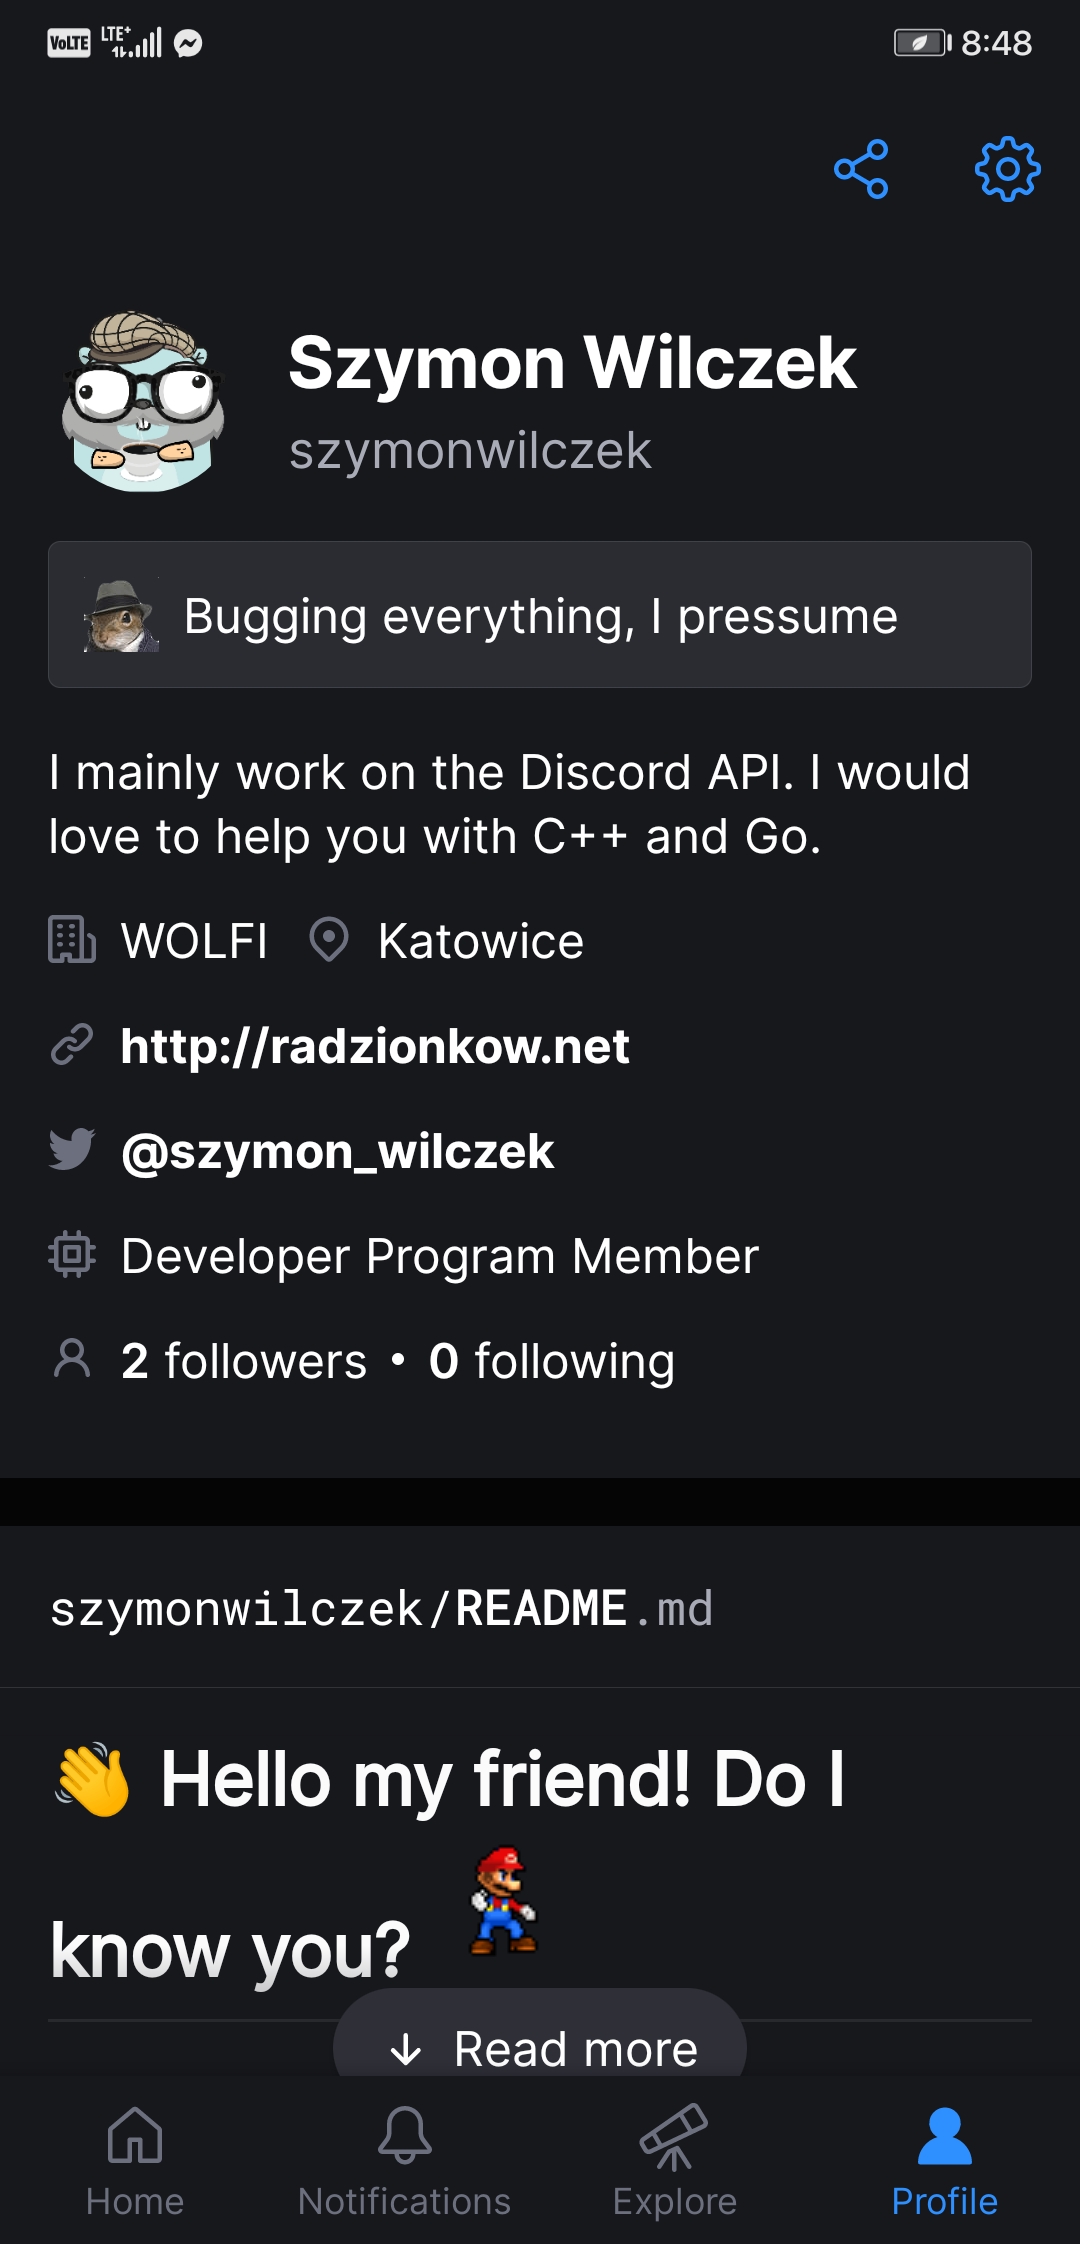 VoLTE LTE+ 8:48
Szymon Wilczek
szymonwilczek
Bugging everything, I pressume
I mainly work on the Discord API. I would
love to help you with C++ and Go.
WOLFI Katowice
http://radzionkow.net
@szymon_wilczek
Developer Program Member
2 followers • 0 following
szymonwilczek/README.md
👋 Hello my friend! Do I
know you?
↓ Read more
Home Notifications Explore Profile